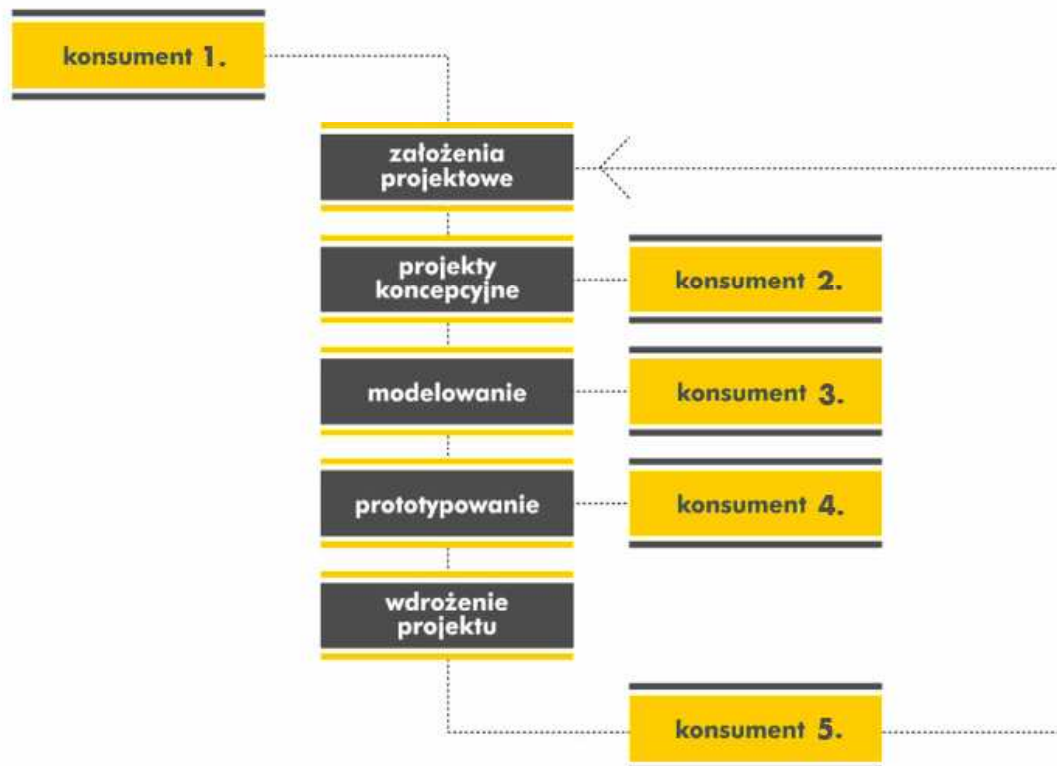 konsument 1.
założenia
projektowe
projekty
koncepcyjne
konsument 2.
modelowanie
konsument 3.
prototypowanie
konsument 4.
wdrożenie
projektu
konsument 5.